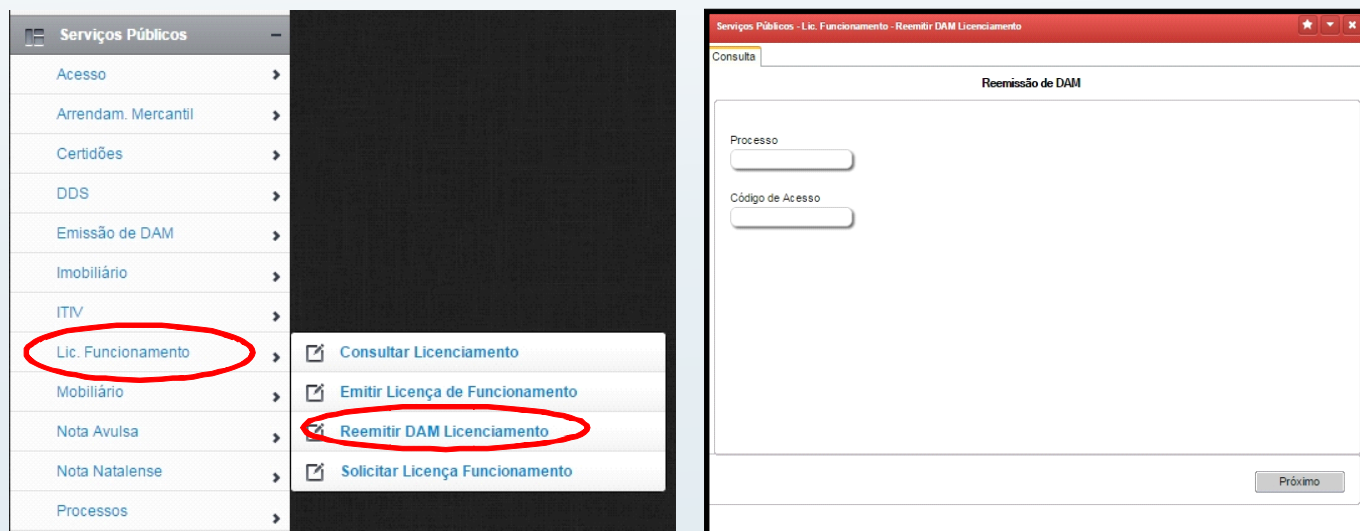 Serviços Públicos
Acesso
Arrendam. Mercantil
Certidões
DDS
Emissão de DAM
Imobiliário
ITIV
Lic. Funcionamento
Mobiliário
Nota Avulsa
Nota Natalense
Processos
Consultar Licenciamento
Emitir Licença de Funcionamento
Reemitir DAM Licenciamento
Solicitar Licença Funcionamento
Serviços Públicos - Lic. Funcionamento - Reemitir DAM Licenciamento
Consulta
Reemissão de DAM
Processo
Código de Acesso
Próximo